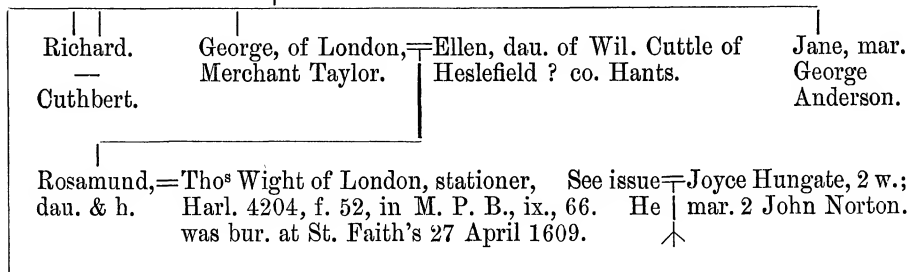 Richard.
—
Cuthbert.
George, of London,
Merchant Taylor.
=Ellen, dau. of Wil. Cuttle of
Heslefield ? co. Hants.
Jane, mar.
George
Anderson.
Rosamund,=Thoˢ Wight of London, stationer, See issue=Joyce Hungate, 2 w.;
dau. & h. Harl. 4204, f. 52, in M. P. B., ix., 66. He mar. 2 John Norton.
was bur. at St. Faith's 27 April 1609.